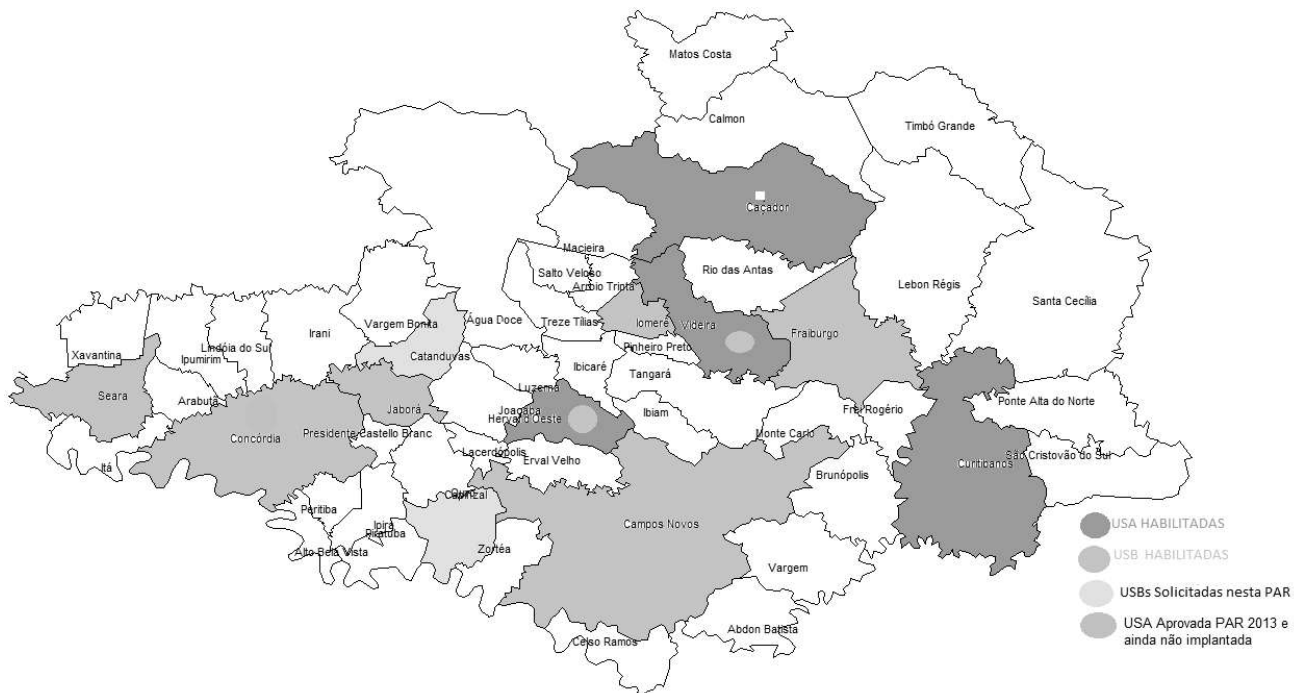 Matos Costa
Calmon
Timbó Grande
Caçador
Macieira
Rio das Antas
Salto Veloso
Arroio Trinta
Lebon Régis
Santa Cecília
Vargem Bonita
Água Doce
Treze Tílias
Iomerê
Videira
Fraiburgo
Irani
Lindóia do Sul
Ipumirim
Xavantina
Catanduvas
Pinheiro Preto
Ibicaré
Tangará
Luzerna
Seara
Arabutã
Jaborá
Joaçaba
Herval d Oeste
Ibiam
Frei Rogério
Ponte Alta do Norte
Concórdia
Presidente Castello Branc
Monte Carlo
Lacerdópolis
Erval Velho
São Cristovão do Sul
Curitibanos
Itá
Brunópolis
Capinzal
Peritiba
Ipira
Piratuba
Campos Novos
Alto Bela Vista
Zortéa
Vargem
Abdon Batista
Celso Ramos
USA HABILITADAS
USB HABILITADAS
USBs Solicitadas nesta PAR
USA Aprovada PAR 2013 e
ainda não implantada